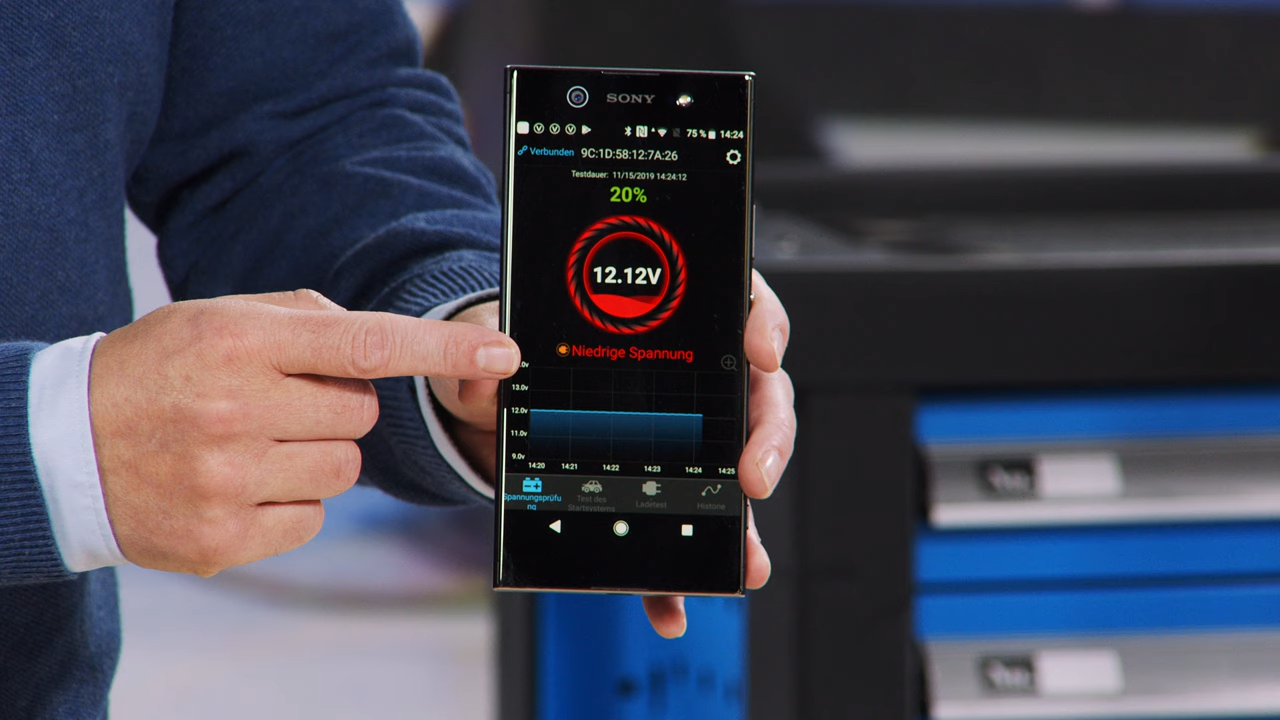 SONY
75 % 14:24
Verbunden 9C:1D:58:12:7A:26
Testdauer: 11/15/2019 14:24:12
20%
12.12V
Niedrige Spannung
.0v
13.0v
12.0v
11.0v
9.0v
14:20 14:21 14:22 14:23 14:24 14:25
Spannungsprüfu
ng
Test des
Startsystems
Ladetest
Historie